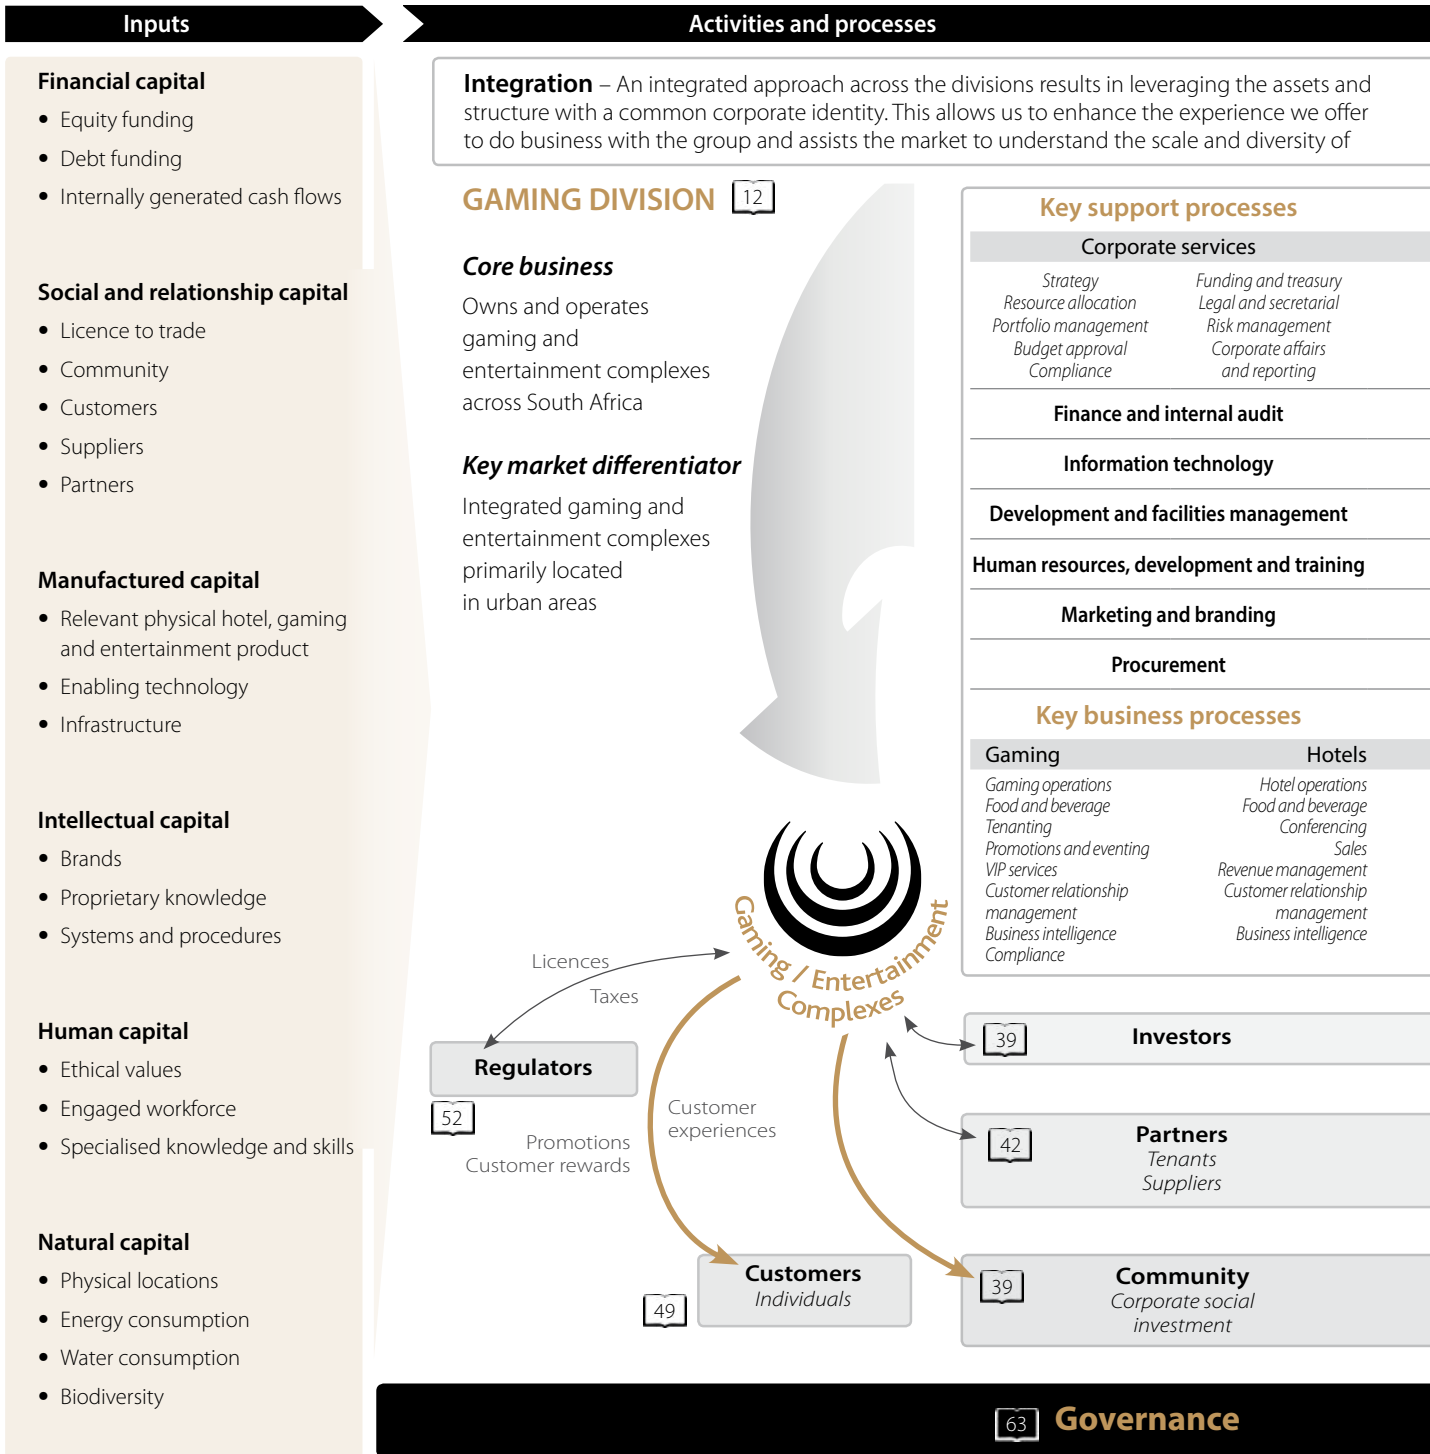 Inputs
Activities and processes
Financial capital
• Equity funding
• Debt funding
• Internally generated cash flows
Social and relationship capital
• Licence to trade
• Community
• Customers
• Suppliers
• Partners
Manufactured capital
• Relevant physical hotel, gaming
and entertainment product
• Enabling technology
• Infrastructure
Intellectual capital
• Brands
• Proprietary knowledge
• Systems and procedures
Human capital
• Ethical values
• Engaged workforce
• Specialised knowledge and skills
Natural capital
• Physical locations
• Energy consumption
• Water consumption
• Biodiversity
Integration – An integrated approach across the divisions results in leveraging the assets and
structure with a common corporate identity. This allows us to enhance the experience we offer
to do business with the group and assists the market to understand the scale and diversity of
GAMING DIVISION 12
Core business
Owns and operates
gaming and
entertainment complexes
across South Africa
Key market differentiator
Integrated gaming and
entertainment complexes
primarily located
in urban areas
Key support processes
Corporate services
Strategy
Resource allocation
Portfolio management
Budget approval
Compliance
Funding and treasury
Legal and secretarial
Risk management
Corporate affairs
and reporting
Finance and internal audit
Information technology
Development and facilities management
Human resources, development and training
Marketing and branding
Procurement
Key business processes
Gaming
Gaming operations
Food and beverage
Tenanting
Promotions and eventing
VIP services
Customer relationship
management
Business intelligence
Compliance
Hotels
Hotel operations
Food and beverage
Conferencing
Sales
Revenue management
Customer relationship
management
Business intelligence
Gaming / Entertainment
Complexes
Licences
Taxes
Regulators
52
Promotions
Customer rewards
Customer
experiences
Customers
Individuals
49
39 Investors
42 Partners
Tenants
Suppliers
39 Community
Corporate social
investment
63 Governance